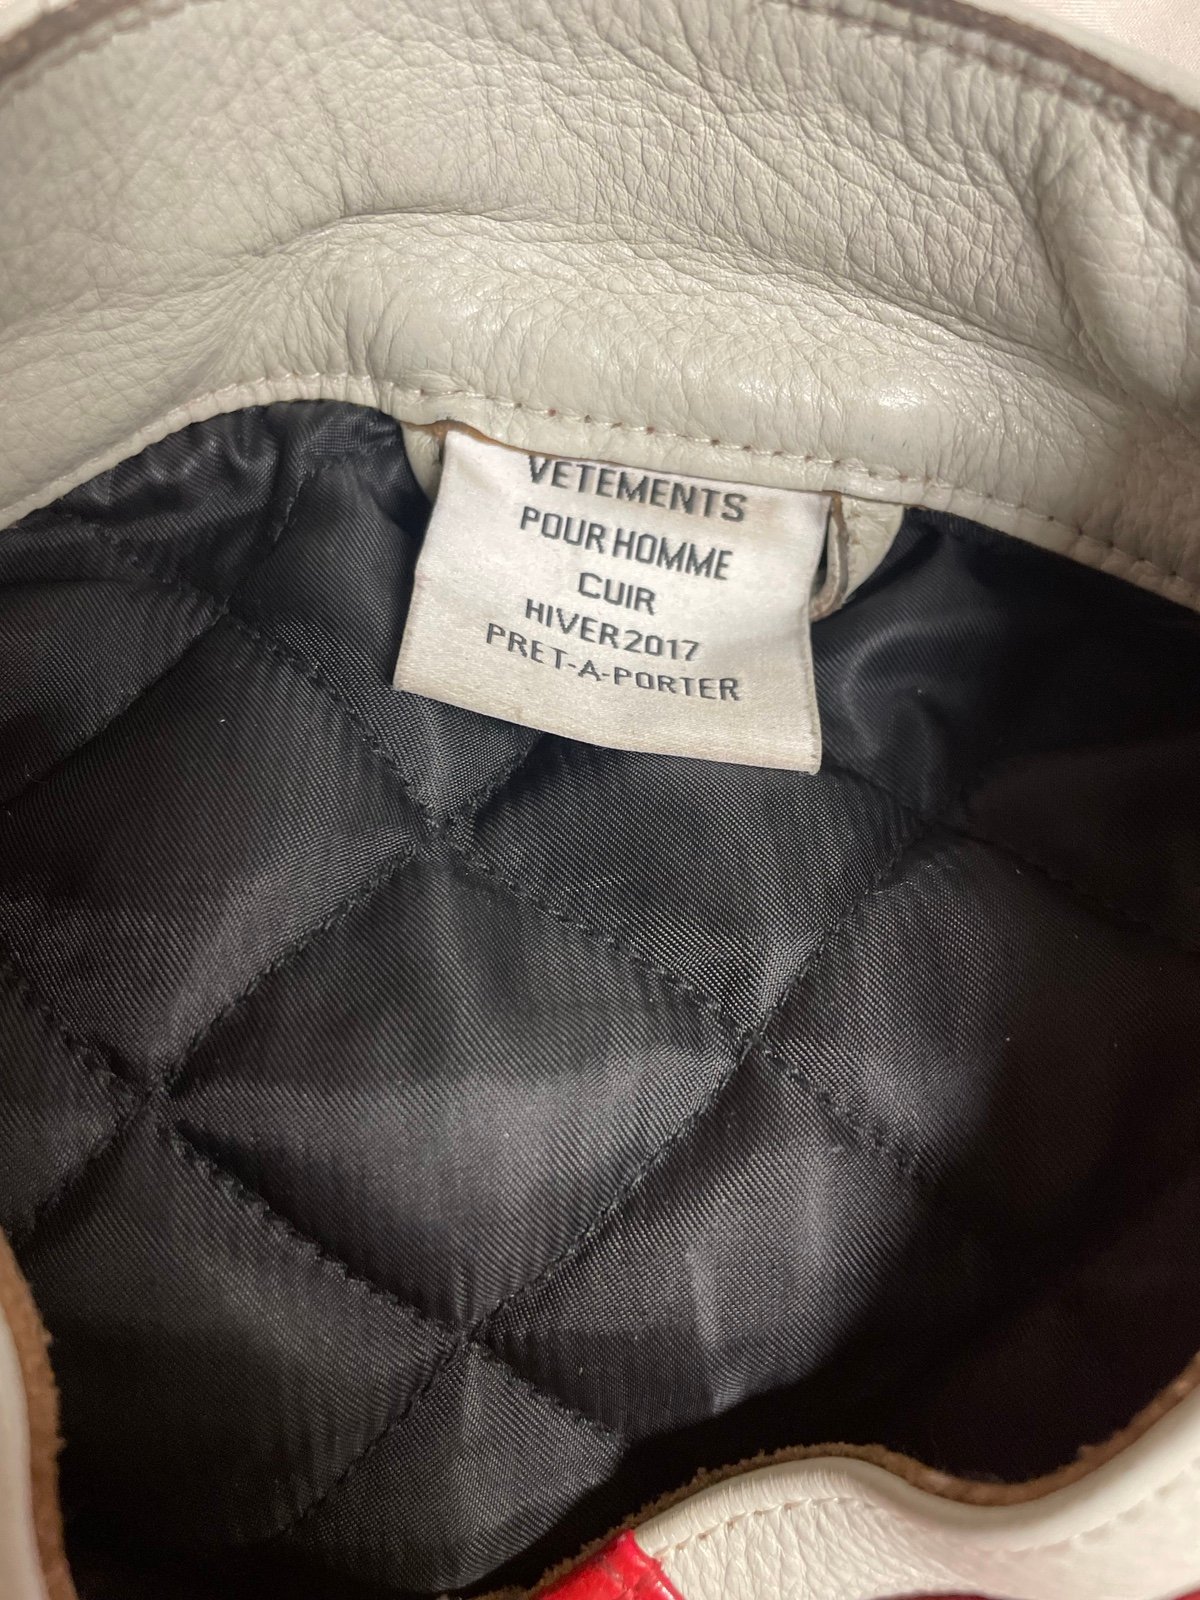 VETEMENTS
POUR HOMME
CUIR
HIVER 2017
PRET-A-PORTER